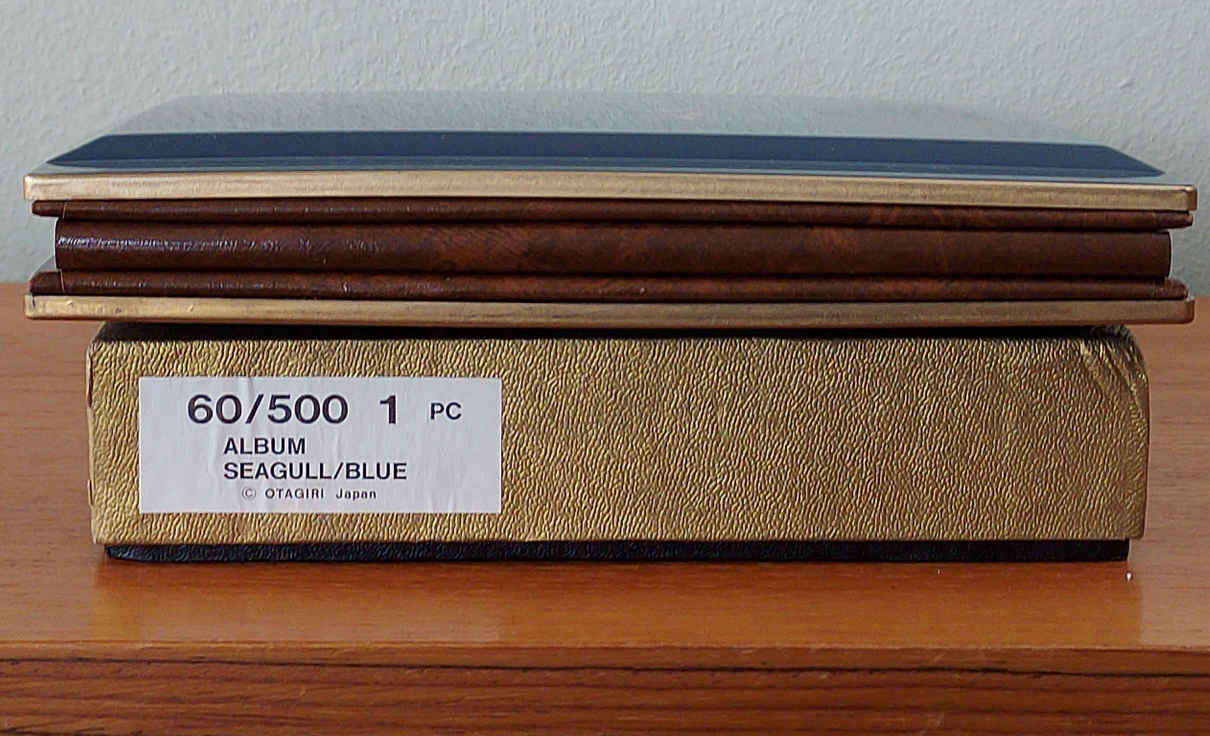 60/500 1 PC
ALBUM
SEAGULL/BLUE
© OTAGIRI Japan